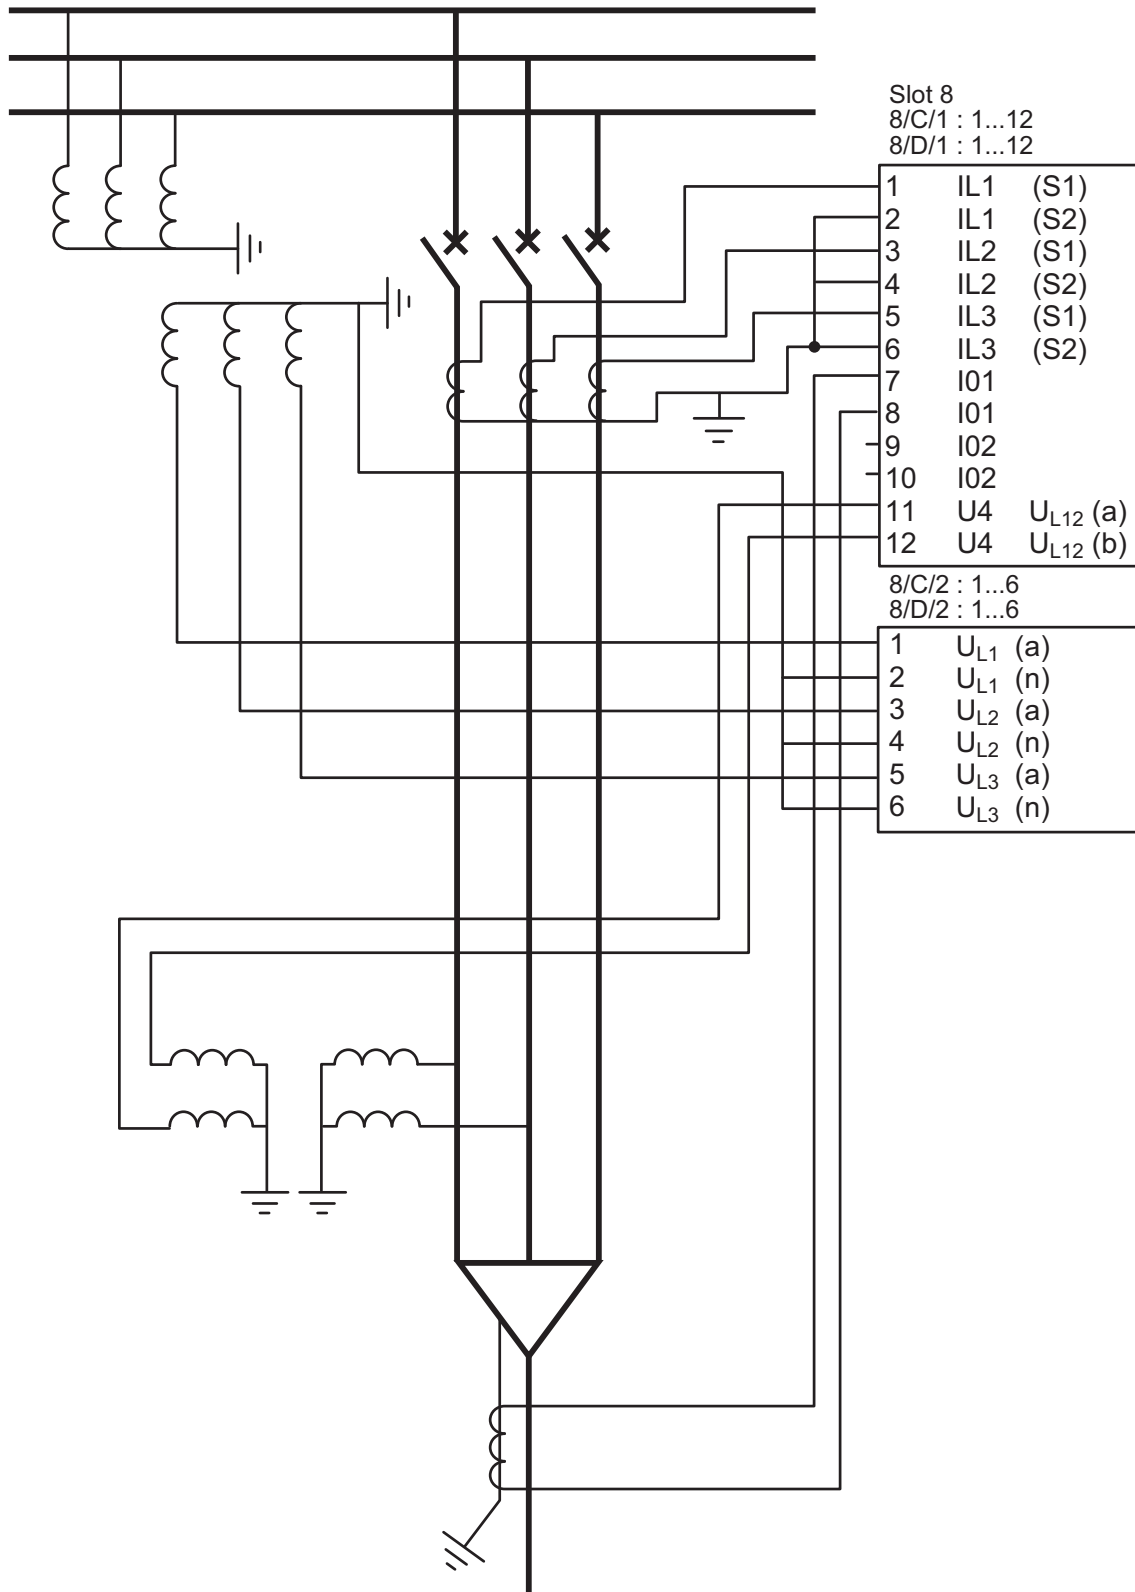 Slot 8
8/C/1 : 1...12
8/D/1 : 1...12
1 IL1 (S1)
2 IL1 (S2)
3 IL2 (S1)
4 IL2 (S2)
5 IL3 (S1)
6 IL3 (S2)
7 I01
8 I01
9 I02
10 I02
11 U4 UL12 (a)
12 U4 UL12 (b)
8/C/2 : 1...6
8/D/2 : 1...6
1 UL1 (a)
2 UL1 (n)
3 UL2 (a)
4 UL2 (n)
5 UL3 (a)
6 UL3 (n)